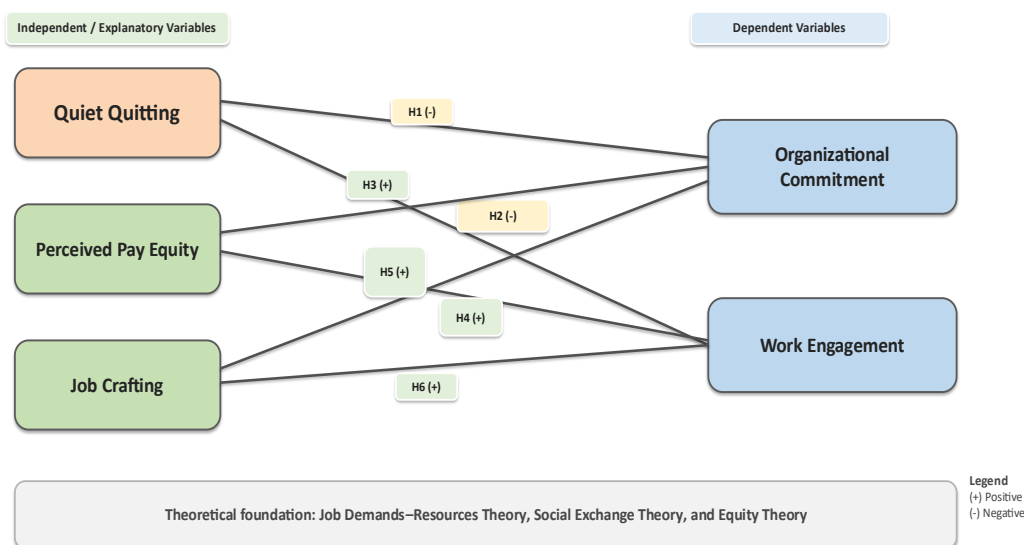 Independent / Explanatory Variables
Dependent Variables
Quiet Quitting
H1 (-)
Organizational
Commitment
H3 (+)
H2 (-)
Perceived Pay Equity
H5 (+)
H4 (+)
Work Engagement
Job Crafting
H6 (+)
Legend
(+) Positive
(-) Negative
Theoretical foundation: Job Demands–Resources Theory, Social Exchange Theory, and Equity Theory